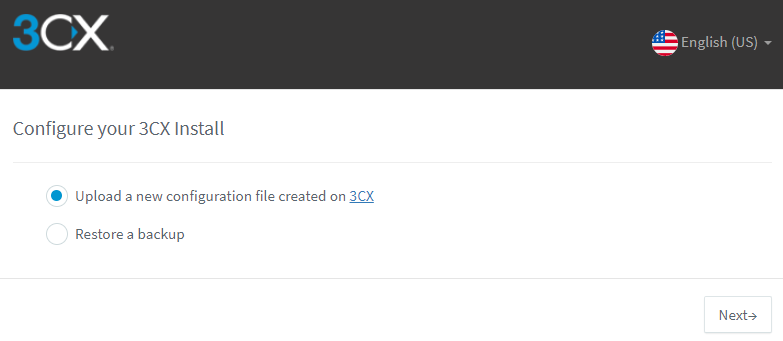 3CX®
English (US)
Configure your 3CX Install
Upload a new configuration file created on 3CX
Restore a backup
Next→